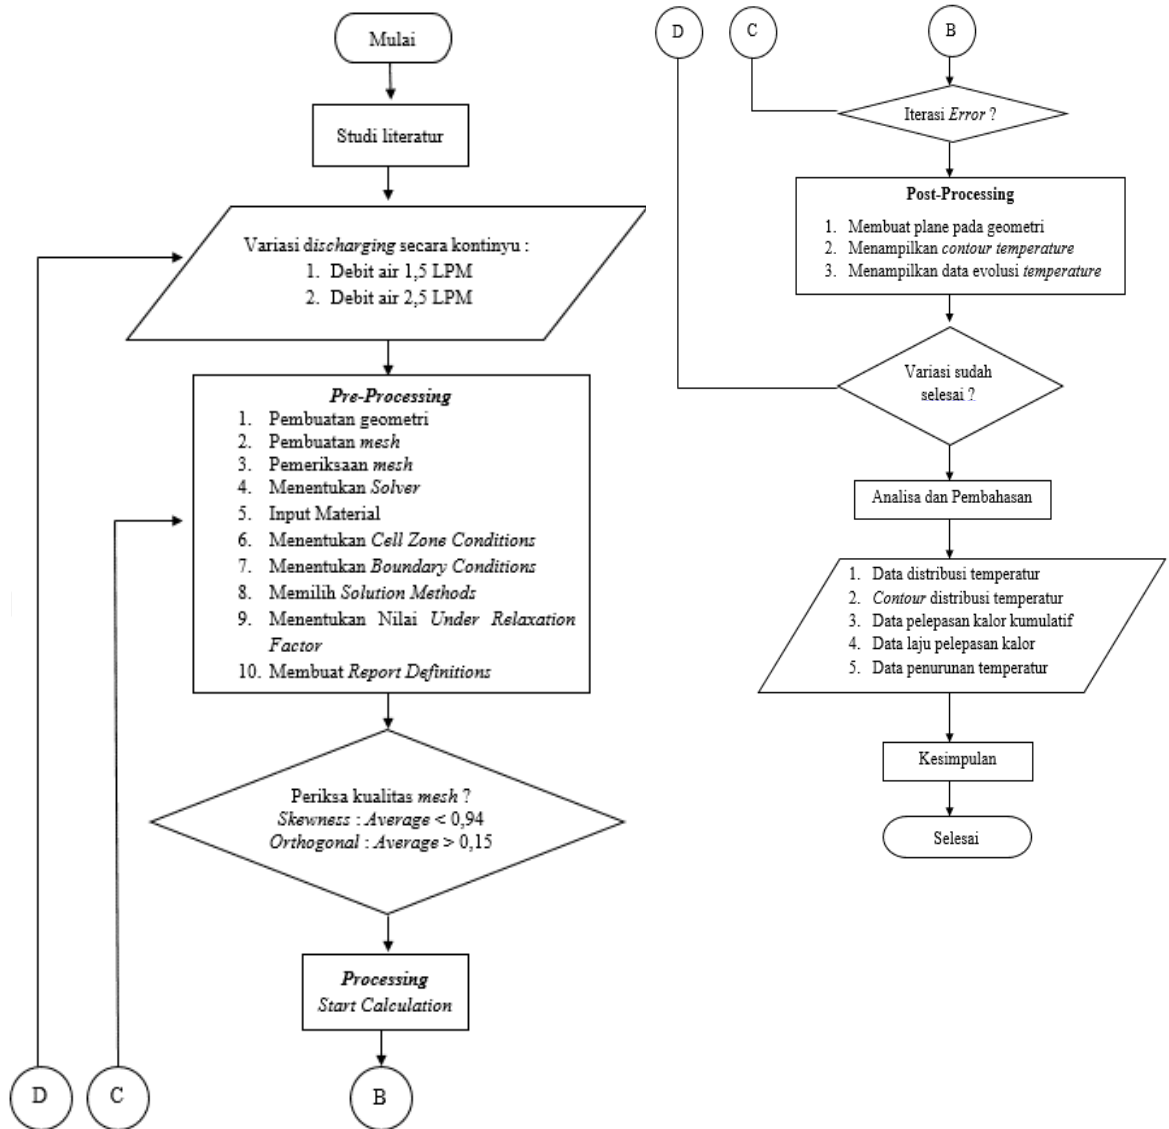 Mulai
Studi literatur
Variasi discharging secara kontinyu :
1. Debit air 1,5 LPM
2. Debit air 2,5 LPM
Pre-Processing
1. Pembuatan geometri
2. Pembuatan mesh
3. Pemeriksaan mesh
4. Menentukan Solver
5. Input Material
6. Menentukan Cell Zone Conditions
7. Menentukan Boundary Conditions
8. Memilih Solution Methods
9. Menentukan Nilai Under Relaxation
Factor
10. Membuat Report Definitions
Periksa kualitas mesh ?
Skewness : Average < 0,94
Orthogonal : Average > 0,15
Processing
Start Calculation
D
C
B
D
C
B
Iterasi Error ?
Post-Processing
1. Membuat plane pada geometri
2. Menampilkan contour temperature
3. Menampilkan data evolusi temperature
Variasi sudah
selesai ?
Analisa dan Pembahasan
1. Data distribusi temperatur
2. Contour distribusi temperatur
3. Data pelepasan kalor kumulatif
4. Data laju pelepasan kalor
5. Data penurunan temperatur
Kesimpulan
Selesai